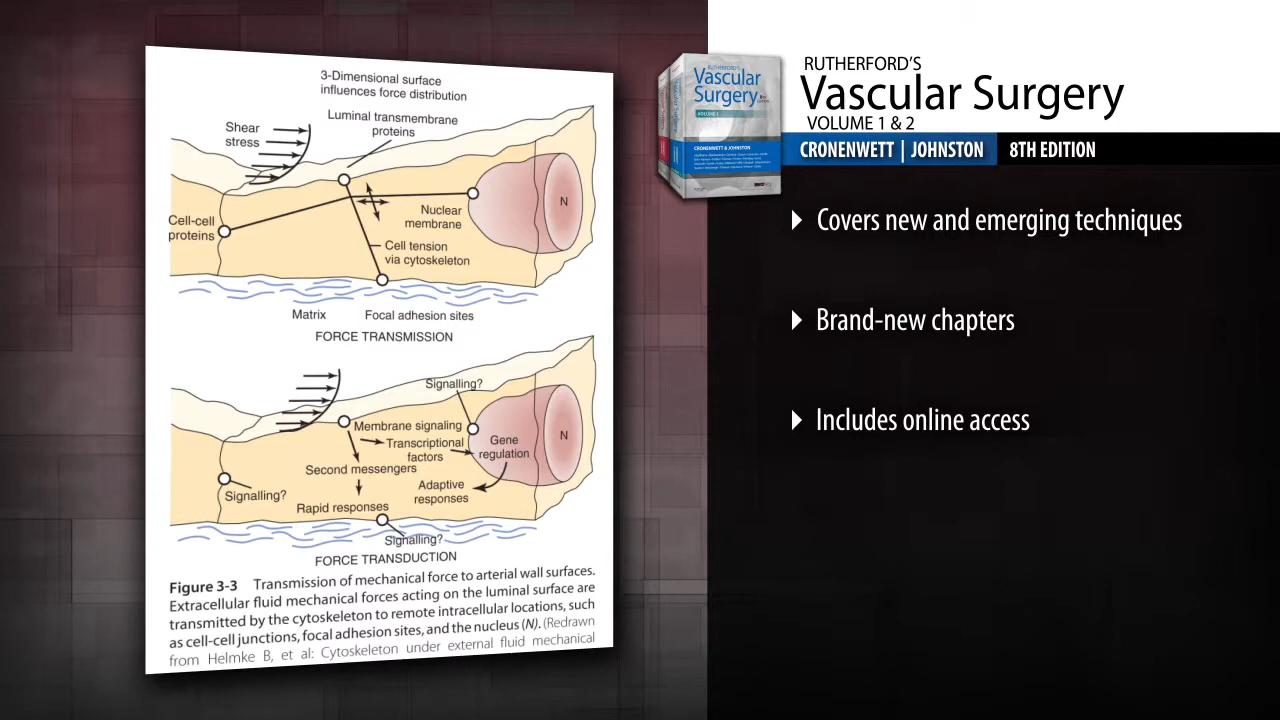 3-Dimensional surface
influences force distribution
Luminal transmembrane
proteins
Shear
stress
Cell-cell
proteins
Nuclear
membrane
N
Cell tension
via cytoskeleton
Matrix
Focal adhesion sites
FORCE TRANSMISSION
Signalling?
Membrane signaling
Transcriptional
factors
Gene
regulation
N
Second messengers
Adaptive
responses
Signalling?
Rapid responses
Signalling?
FORCE TRANSDUCTION
Figure 3-3 Transmission of mechanical force to arterial wall surfaces.
Extracellular fluid mechanical forces acting on the luminal surface are
transmitted by the cytoskeleton to remote intracellular locations, such
as cell-cell junctions, focal adhesion sites, and the nucleus (N). (Redrawn
from Helmke B, et al: Cytoskeleton under external fluid mechanical
RUTHERFORD'S
Vascular
Surgery
VOLUME 1
CRONENWETT & JOHNSTON
RUTHERFORD'S
Vascular Surgery
VOLUME 1 & 2
CRONENWETT | JOHNSTON 8TH EDITION
Covers new and emerging techniques
Brand-new chapters
Includes online access